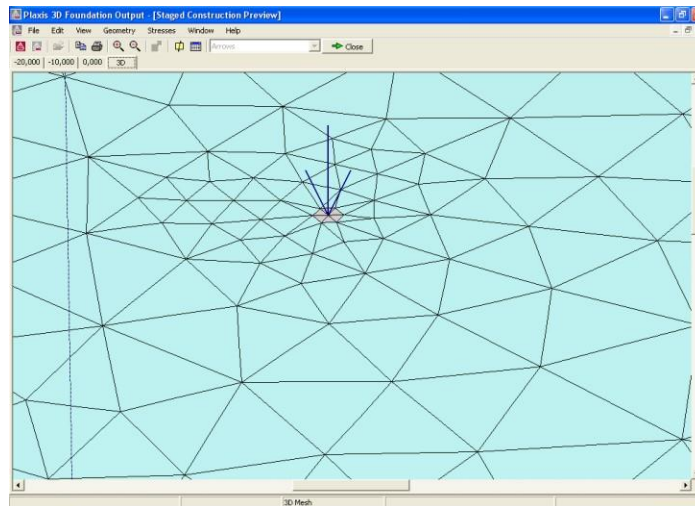 Plaxis 3D Foundation Output - [Staged Construction Preview]
File Edit View Geometry Stresses Window Help
Arrows Close
-20,000 -10,000 0,000 3D
3D Mesh